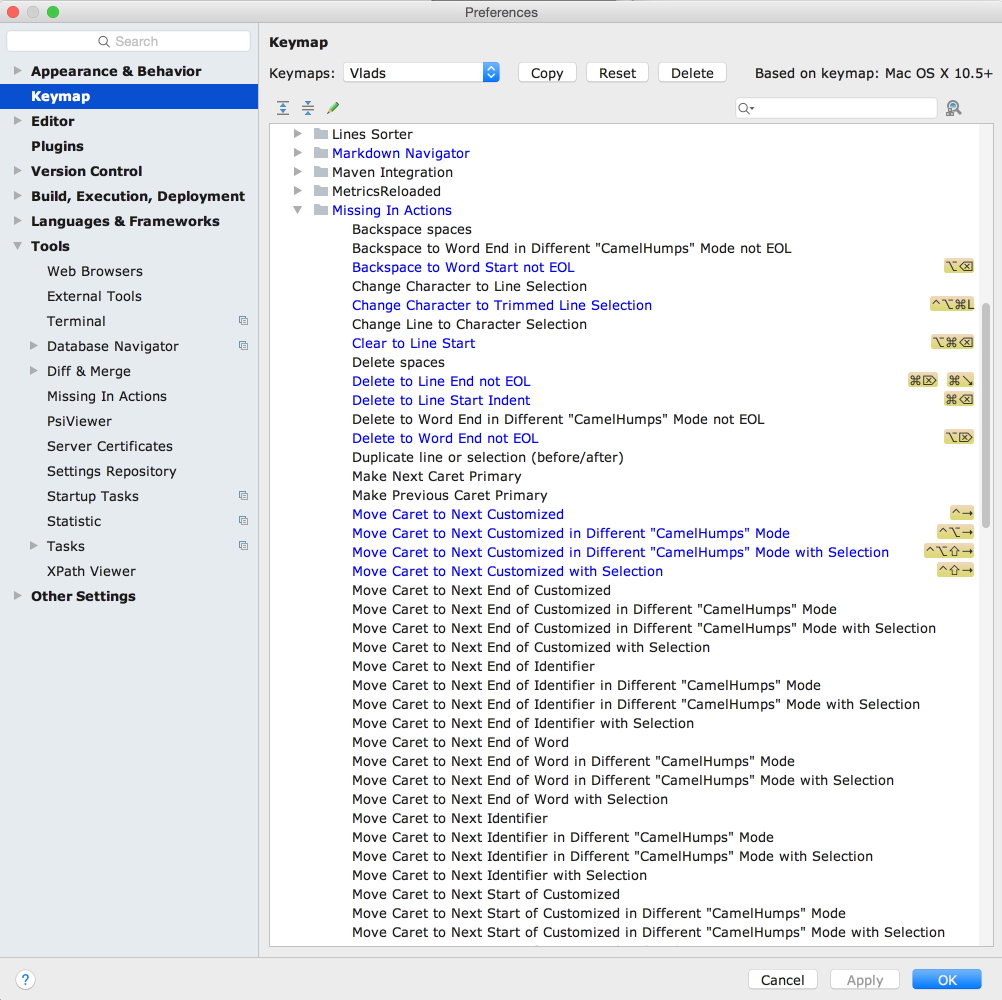 Preferences
Search
Appearance & Behavior
Keymap
Editor
Plugins
Version Control
Build, Execution, Deployment
Languages & Frameworks
Tools
Web Browsers
External Tools
Terminal
Database Navigator
Diff & Merge
Missing In Actions
PsiViewer
Server Certificates
Settings Repository
Startup Tasks
Statistic
Tasks
XPath Viewer
Other Settings
Keymap
Keymaps: Vlads Copy Reset Delete Based on keymap: Mac OS X 10.5+
Lines Sorter
Markdown Navigator
Maven Integration
MetricsReloaded
Missing In Actions
Backspace spaces
Backspace to Word End in Different "CamelHumps" Mode not EOL
Backspace to Word Start not EOL ⌥⌫
Change Character to Line Selection
Change Character to Trimmed Line Selection ^⌥⌘L
Change Line to Character Selection
Clear to Line Start ⌥⌘⌫
Delete spaces
Delete to Line End not EOL ⌘⌦ ⌘↘
Delete to Line Start Indent ⌘⌫
Delete to Word End in Different "CamelHumps" Mode not EOL
Delete to Word End not EOL ⌥⌦
Duplicate line or selection (before/after)
Make Next Caret Primary
Make Previous Caret Primary
Move Caret to Next Customized ^→
Move Caret to Next Customized in Different "CamelHumps" Mode ^⌥→
Move Caret to Next Customized in Different "CamelHumps" Mode with Selection ^⌥⇧→
Move Caret to Next Customized with Selection ^⇧→
Move Caret to Next End of Customized
Move Caret to Next End of Customized in Different "CamelHumps" Mode
Move Caret to Next End of Customized in Different "CamelHumps" Mode with Selection
Move Caret to Next End of Customized with Selection
Move Caret to Next End of Identifier
Move Caret to Next End of Identifier in Different "CamelHumps" Mode
Move Caret to Next End of Identifier in Different "CamelHumps" Mode with Selection
Move Caret to Next End of Identifier with Selection
Move Caret to Next End of Word
Move Caret to Next End of Word in Different "CamelHumps" Mode
Move Caret to Next End of Word in Different "CamelHumps" Mode with Selection
Move Caret to Next End of Word with Selection
Move Caret to Next Identifier
Move Caret to Next Identifier in Different "CamelHumps" Mode
Move Caret to Next Identifier in Different "CamelHumps" Mode with Selection
Move Caret to Next Identifier with Selection
Move Caret to Next Start of Customized
Move Caret to Next Start of Customized in Different "CamelHumps" Mode
Move Caret to Next Start of Customized in Different "CamelHumps" Mode with Selection
? Cancel Apply OK